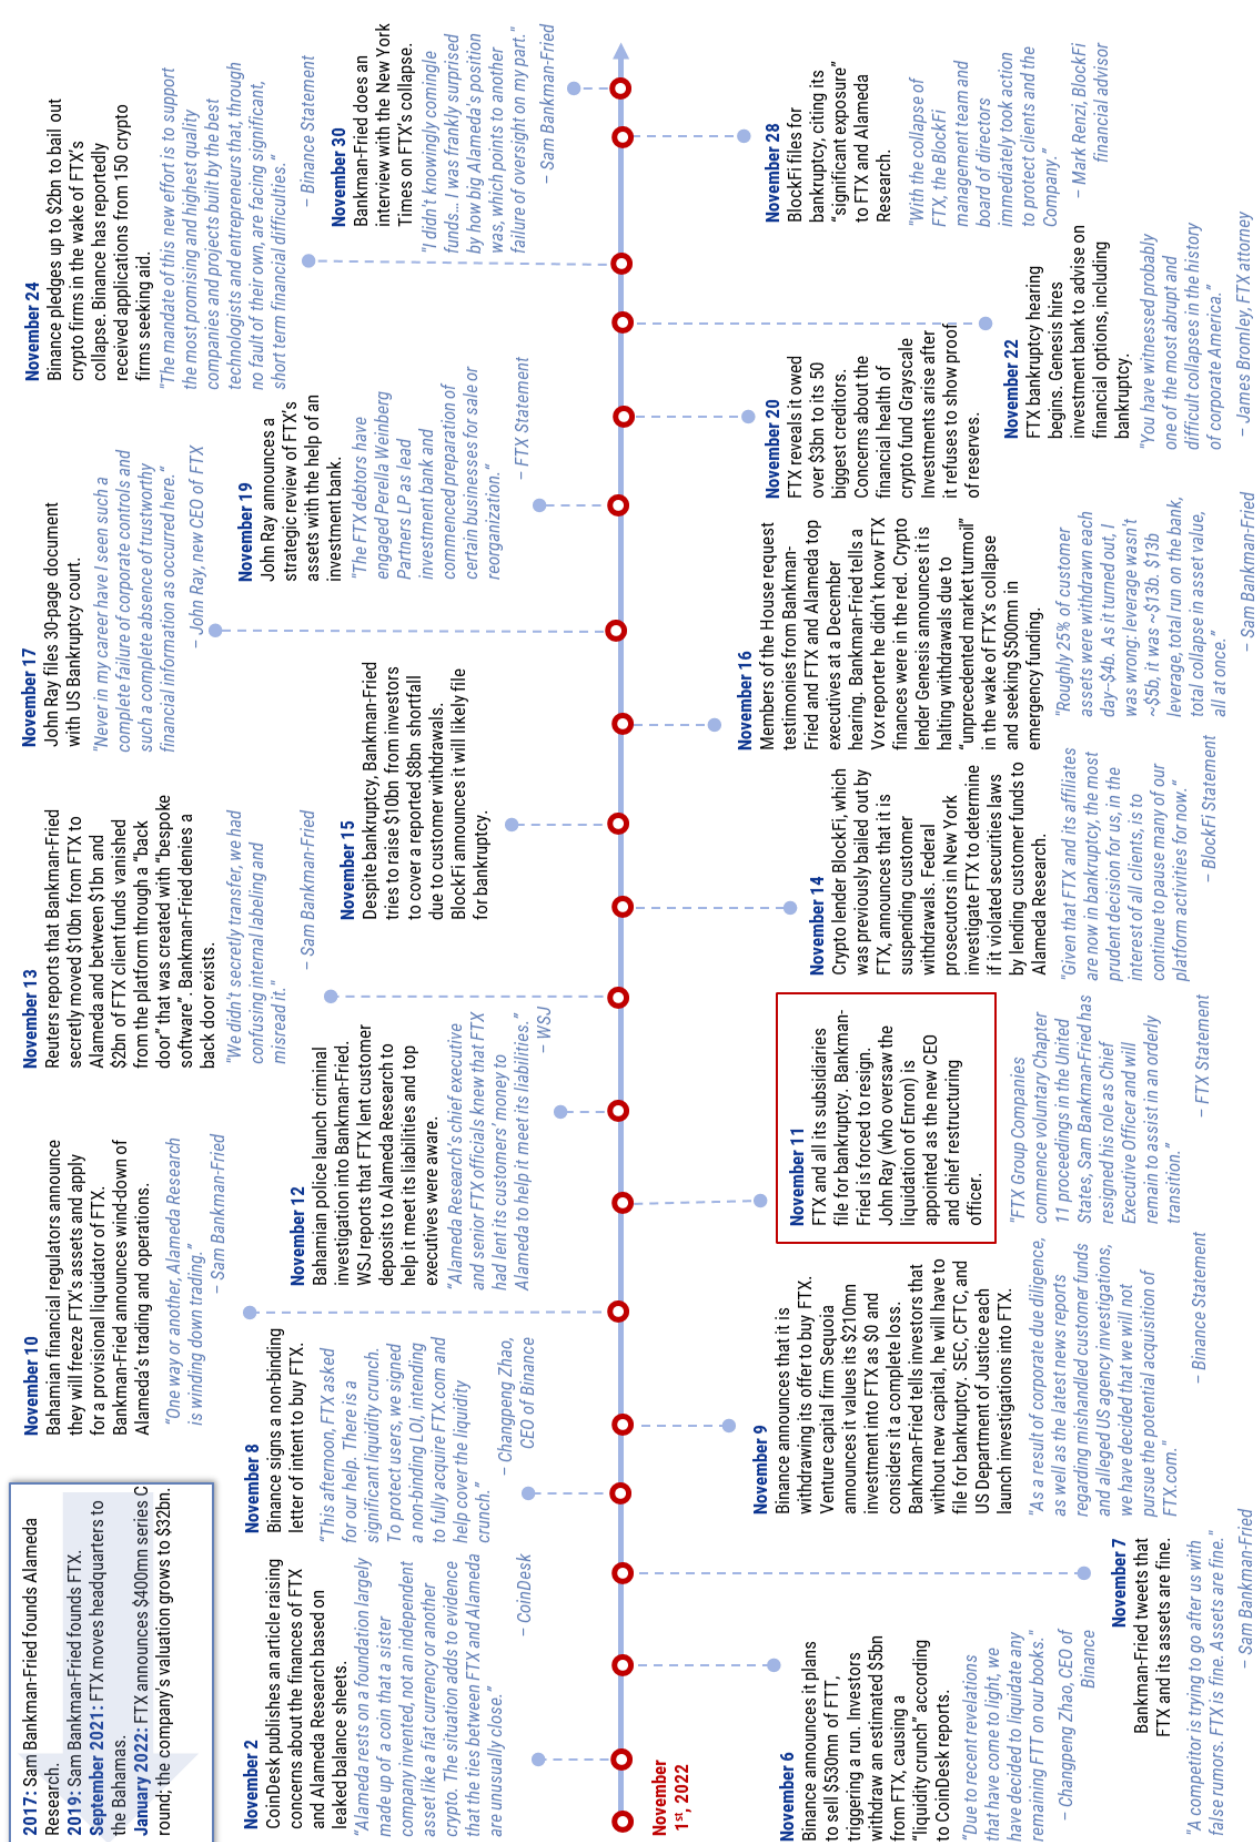 2017: Sam Bankman-Fried founds Alameda
Research.
2019: Sam Bankman-Fried founds FTX.
September 2021: FTX moves headquarters to
the Bahamas.
January 2022: FTX announces $400mn series C
round; the company's valuation grows to $32bn.
November 10
Bahamian financial regulators announce
they will freeze FTX's assets and apply
for a provisional liquidator of FTX.
Bankman-Fried announces wind-down of
Alameda's trading and operations.
"One way or another, Alameda Research
is winding down trading."
– Sam Bankman-Fried
November 13
Reuters reports that Bankman-Fried
secretly moved $10bn from FTX to
Alameda and between $1bn and
$2bn of FTX client funds vanished
from the platform through a “back
door” that was created with “bespoke
software”. Bankman-Fried denies a
back door exists.
"We didn't secretly transfer, we had
confusing internal labeling and
misread it."
– Sam Bankman-Fried
November 17
John Ray files 30-page document
with US Bankruptcy court.
"Never in my career have I seen such a
complete failure of corporate controls and
such a complete absence of trustworthy
financial information as occurred here."
– John Ray, new CEO of FTX
November 24
Binance pledges up to $2bn to bail out
crypto firms in the wake of FTX's
collapse. Binance has reportedly
received applications from 150 crypto
firms seeking aid.
"The mandate of this new effort is to support
the most promising and highest quality
companies and projects built by the best
technologists and entrepreneurs that, through
no fault of their own, are facing significant,
short term financial difficulties."
– Binance Statement
November 2
CoinDesk publishes an article raising
concerns about the finances of FTX
and Alameda Research based on
leaked balance sheets.
"Alameda rests on a foundation largely
made up of a coin that a sister
company invented, not an independent
asset like a fiat currency or another
crypto. The situation adds to evidence
that the ties between FTX and Alameda
are unusually close."
– CoinDesk
November 8
Binance signs a non-binding
letter of intent to buy FTX.
"This afternoon, FTX asked
for our help. There is a
significant liquidity crunch.
To protect users, we signed
a non-binding LOI, intending
to fully acquire FTX.com and
help cover the liquidity
crunch."
– Changpeng Zhao,
CEO of Binance
November 12
Bahamian police launch criminal
investigation into Bankman-Fried.
WSJ reports that FTX lent customer
deposits to Alameda Research to
help it meet its liabilities and top
executives were aware.
"Alameda Research's chief executive
and senior FTX officials knew that FTX
had lent its customers' money to
Alameda to help it meet its liabilities."
– WSJ
November 15
Despite bankruptcy, Bankman-Fried
tries to raise $10bn from investors
to cover a reported $8bn shortfall
due to customer withdrawals.
BlockFi announces it will likely file
for bankruptcy.
November 19
John Ray announces a
strategic review of FTX's
assets with the help of an
investment bank.
"The FTX debtors have
engaged Perella Weinberg
Partners LP as lead
investment bank and
commenced preparation of
certain businesses for sale or
reorganization."
– FTX Statement
November 30
Bankman-Fried does an
interview with the New York
Times on FTX's collapse.
"I didn't knowingly comingle
funds... I was frankly surprised
by how big Alameda's position
was, which points to another
failure of oversight on my part."
– Sam Bankman-Fried
November
1st, 2022
November 6
Binance announces it plans
to sell $530mn of FTT,
triggering a run. Investors
withdraw an estimated $5bn
from FTX, causing a
“liquidity crunch” according
to CoinDesk reports.
"Due to recent revelations
that have come to light, we
have decided to liquidate any
remaining FTT on our books."
– Changpeng Zhao, CEO of
Binance
November 7
Bankman-Fried tweets that
FTX and its assets are fine.
"A competitor is trying to go after us with
false rumors. FTX is fine. Assets are fine."
– Sam Bankman-Fried
November 9
Binance announces that it is
withdrawing its offer to buy FTX.
Venture capital firm Sequoia
announces it values its $210mn
investment into FTX as $0 and
considers it a complete loss.
Bankman-Fried tells investors that
without new capital, he will have to
file for bankruptcy. SEC, CFTC, and
US Department of Justice each
launch investigations into FTX.
"As a result of corporate due diligence,
as well as the latest news reports
regarding mishandled customer funds
and alleged US agency investigations,
we have decided that we will not
pursue the potential acquisition of
FTX.com."
– Binance Statement
November 11
FTX and all its subsidiaries
file for bankruptcy. Bankman-
Fried is forced to resign.
John Ray (who oversaw the
liquidation of Enron) is
appointed as the new CEO
and chief restructuring
officer.
"FTX Group Companies
commence voluntary Chapter
11 proceedings in the United
States, Sam Bankman-Fried has
resigned his role as Chief
Executive Officer and will
remain to assist in an orderly
transition."
– FTX Statement
November 14
Crypto lender BlockFi, which
was previously bailed out by
FTX, announces that it is
suspending customer
withdrawals. Federal
prosecutors in New York
investigate FTX to determine
if it violated securities laws
by lending customer funds to
Alameda Research.
"Given that FTX and its affiliates
are now in bankruptcy, the most
prudent decision for us, in the
interest of all clients, is to
continue to pause many of our
platform activities for now."
– BlockFi Statement
November 16
Members of the House request
testimonies from Bankman-
Fried and FTX and Alameda top
executives at a December
hearing. Bankman-Fried tells a
Vox reporter he didn't know FTX
finances were in the red. Crypto
lender Genesis announces it is
halting withdrawals due to
“unprecedented market turmoil”
in the wake of FTX's collapse
and seeking $500mn in
emergency funding.
"Roughly 25% of customer
assets were withdrawn each
day–$4b. As it turned out, I
was wrong: leverage wasn't
~$5b, it was ~$13b. $13b
leverage, total run on the bank,
total collapse in asset value,
all at once."
– Sam Bankman-Fried
November 20
FTX reveals it owed
over $3bn to its 50
biggest creditors.
Concerns about the
financial health of
crypto fund Grayscale
Investments arise after
it refuses to show proof
of reserves.
November 22
FTX bankruptcy hearing
begins. Genesis hires
investment bank to advise on
financial options, including
bankruptcy.
"You have witnessed probably
one of the most abrupt and
difficult collapses in the history
of corporate America."
– James Bromley, FTX attorney
November 28
BlockFi files for
bankruptcy, citing its
“significant exposure”
to FTX and Alameda
Research.
"With the collapse of
FTX, the BlockFi
management team and
board of directors
immediately took action
to protect clients and the
Company."
– Mark Renzi, BlockFi
financial advisor